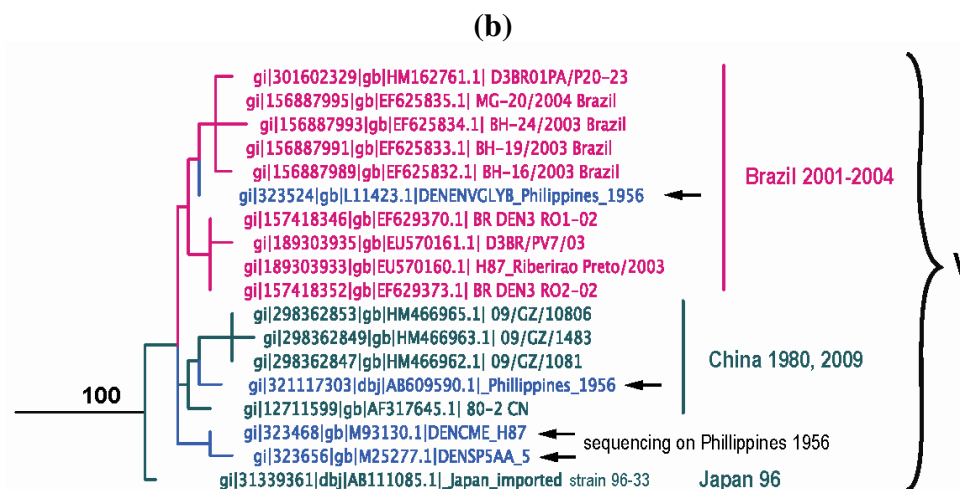 (b)
gi|301602329|gb|HM162761.1| D3BR01PA/P20-23
gi|156887995|gb|EF625835.1| MG-20/2004 Brazil
gi|156887993|gb|EF625834.1| BH-24/2003 Brazil
gi|156887991|gb|EF625833.1| BH-19/2003 Brazil
gi|156887989|gb|EF625832.1| BH-16/2003 Brazil
gi|323524|gb|L11423.1|DENENVGLYB_Philippines_1956
gi|157418346|gb|EF629370.1| BR DEN3 RO1-02
gi|189303935|gb|EU570161.1| D3BR/PV7/03
gi|189303933|gb|EU570160.1| H87_Riberirao Preto/2003
gi|157418352|gb|EF629373.1| BR DEN3 RO2-02
Brazil 2001-2004
gi|298362853|gb|HM466965.1| 09/GZ/10806
gi|298362849|gb|HM466963.1| 09/GZ/1483
gi|298362847|gb|HM466962.1| 09/GZ/1081
gi|321117303|dbj|AB609590.1|_Phillippines_1956
gi|12711599|gb|AF317645.1| 80-2 CN
China 1980, 2009
100
gi|323468|gb|M93130.1|DENCME_H87
gi|323656|gb|M25277.1|DENSP5AA_5
sequencing on Phillippines 1956
gi|31339361|dbj|AB111085.1|_Japan_imported strain 96-33
Japan 96